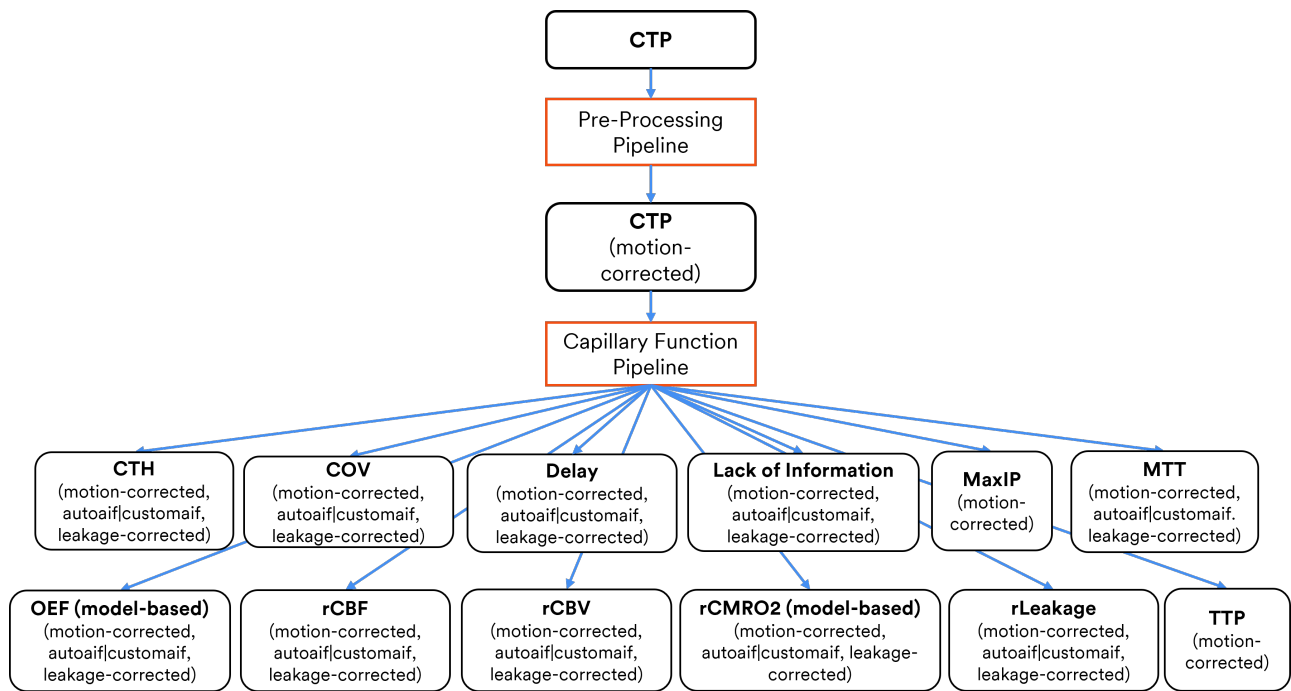 CTP
Pre-Processing
Pipeline
CTP
(motion-
corrected)
Capillary Function
Pipeline
CTH
(motion-corrected,
autoaif|customaif,
leakage-corrected)
COV
(motion-corrected,
autoaif|customaif,
leakage-corrected)
Delay
(motion-corrected,
autoaif|customaif,
leakage-corrected)
Lack of Information
(motion-corrected,
autoaif|customaif,
leakage-corrected)
MaxIP
(motion-
corrected)
MTT
(motion-corrected,
autoaif|customaif.
leakage-corrected)
OEF (model-based)
(motion-corrected,
autoaif|customaif,
leakage-corrected)
rCBF
(motion-corrected,
autoaif|customaif,
leakage-corrected)
rCBV
(motion-corrected,
autoaif|customaif,
leakage-corrected)
rCMRO2 (model-based)
(motion-corrected,
autoaif|customaif, leakage-
corrected)
rLeakage
(motion-corrected,
autoaif|customaif,
leakage-corrected)
TTP
(motion-
corrected)